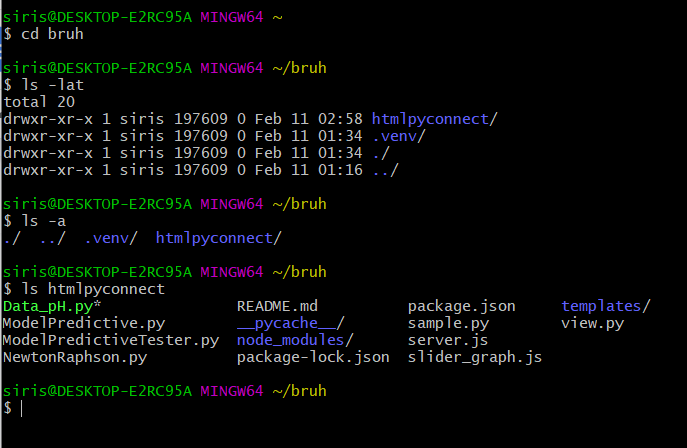 siris@DESKTOP-E2RC95A MINGW64 ~
$ cd bruh
siris@DESKTOP-E2RC95A MINGW64 ~/bruh
$ ls -lat
total 20
drwxr-xr-x 1 siris 197609 0 Feb 11 02:58 htmlpyconnect/
drwxr-xr-x 1 siris 197609 0 Feb 11 01:34 .venv/
drwxr-xr-x 1 siris 197609 0 Feb 11 01:34 ./
drwxr-xr-x 1 siris 197609 0 Feb 11 01:16 ../
siris@DESKTOP-E2RC95A MINGW64 ~/bruh
$ ls -a
./  ../  .venv/  htmlpyconnect/
siris@DESKTOP-E2RC95A MINGW64 ~/bruh
$ ls htmlpyconnect
Data_pH.py*  README.md  package.json  templates/
ModelPredictive.py  __pycache__/  sample.py  view.py
ModelPredictiveTester.py  node_modules/  server.js
NewtonRaphson.py  package-lock.json  slider_graph.js
siris@DESKTOP-E2RC95A MINGW64 ~/bruh
$